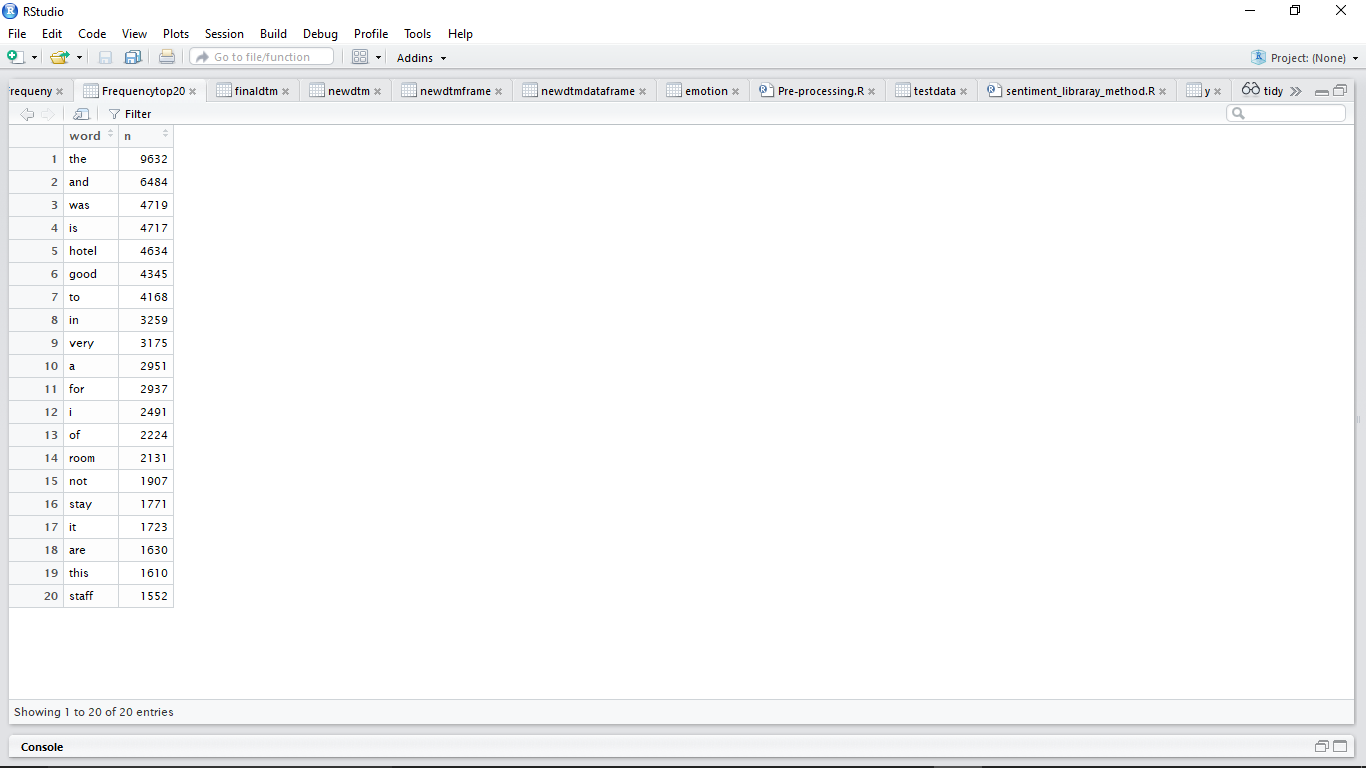 RStudio
File Edit Code View Plots Session Build Debug Profile Tools Help
Go to file/function Addins Project: (None)
Frequeny Frequencytop20 finaldtm newdtm newdtmframe newdtmdataframe emotion Pre-processing.R testdata sentiment_libraray_method.R y tidy
Filter
word n
1 the 9632
2 and 6484
3 was 4719
4 is 4717
5 hotel 4634
6 good 4345
7 to 4168
8 in 3259
9 very 3175
10 a 2951
11 for 2937
12 i 2491
13 of 2224
14 room 2131
15 not 1907
16 stay 1771
17 it 1723
18 are 1630
19 this 1610
20 staff 1552
Showing 1 to 20 of 20 entries
Console